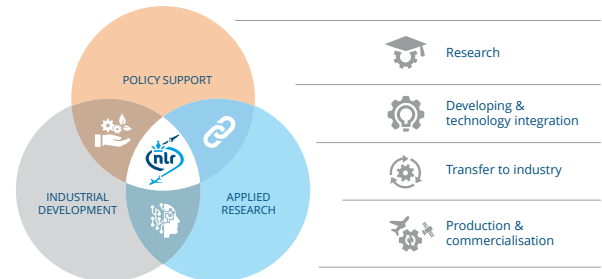 POLICY SUPPORT
nlr
INDUSTRIAL
DEVELOPMENT
APPLIED
RESEARCH
Research
Developing &
technology integration
Transfer to industry
Production &
commercialisation